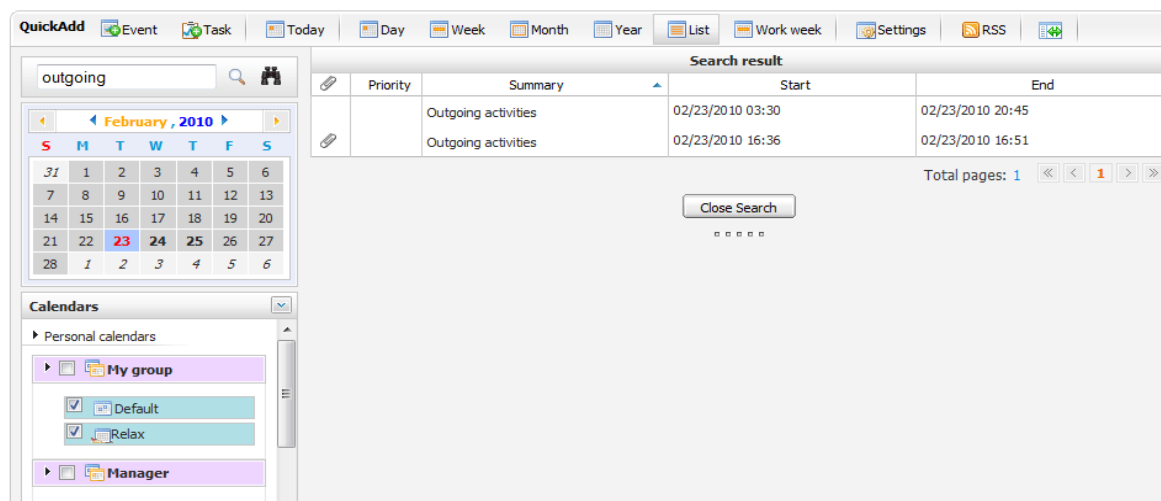 QuickAdd Event Task Today Day Week Month Year List Work week Settings RSS
outgoing
Search result
Priority Summary Start End
Outgoing activities 02/23/2010 03:30 02/23/2010 20:45
Outgoing activities 02/23/2010 16:36 02/23/2010 16:51
Total pages: 1 « < 1 > »
Close Search
February , 2010
S M T W T F S
31 1 2 3 4 5 6
7 8 9 10 11 12 13
14 15 16 17 18 19 20
21 22 23 24 25 26 27
28 1 2 3 4 5 6
Calendars
Personal calendars
My group
Default
Relax
Manager